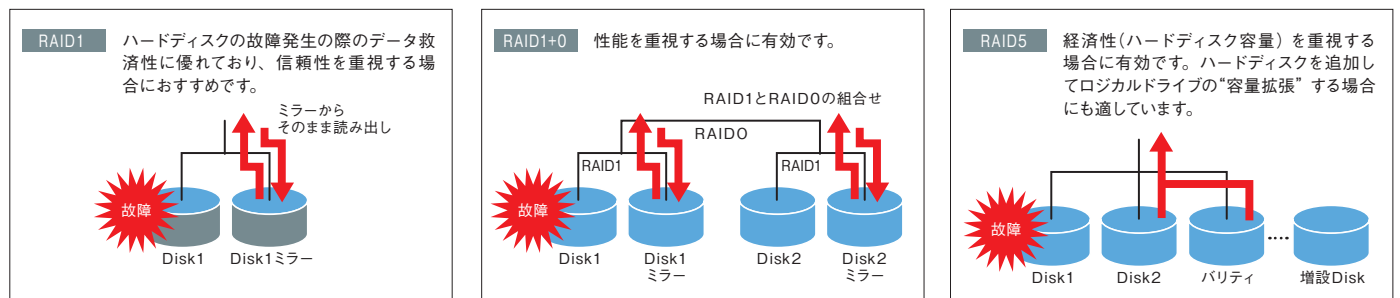 RAID1
ハードディスクの故障発生の際のデータ救
済性に優れており、信頼性を重視する場
合におすすめです。
ミラーから
そのまま読み出し
故障
Disk1
Disk1ミラー
RAID1+0
性能を重視する場合に有効です。
RAID1とRAID0の組合せ
RAID0
RAID1
RAID1
故障
Disk1
Disk1
ミラー
Disk2
Disk2
ミラー
RAID5
経済性(ハードディスク容量)を重視する
場合に有効です。ハードディスクを追加し
てロジカルドライブの“容量拡張”する場合
にも適しています。
故障
....
Disk1
Disk2
パリティ
増設Disk